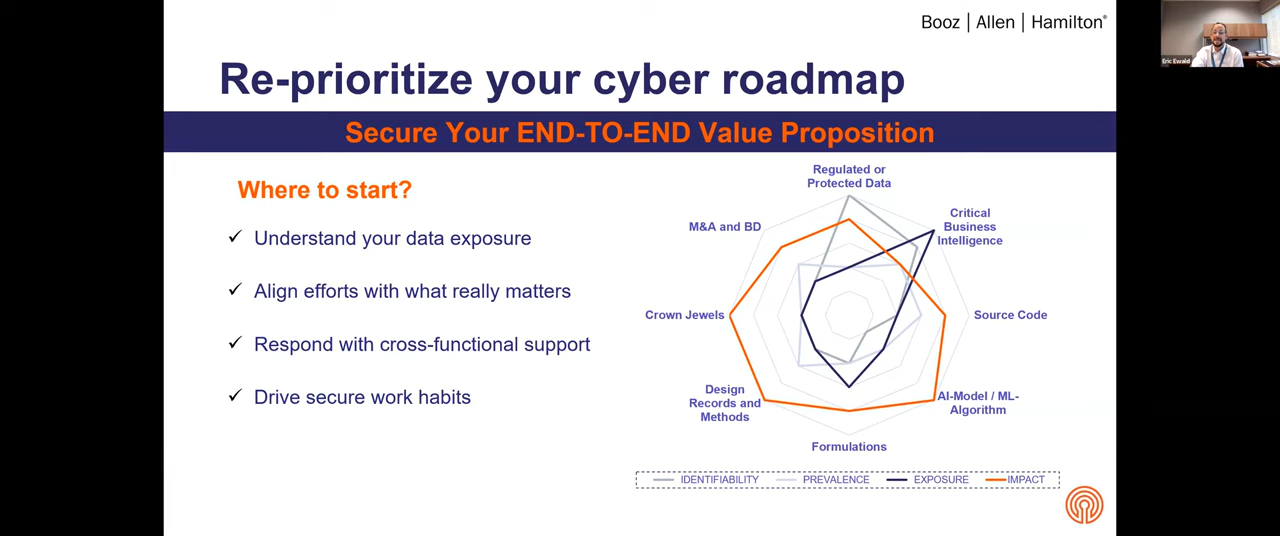 Booz | Allen | Hamilton®
Eric Ewald
Re-prioritize your cyber roadmap
Secure Your END-TO-END Value Proposition
Where to start?
✓ Understand your data exposure
✓ Align efforts with what really matters
✓ Respond with cross-functional support
✓ Drive secure work habits
Regulated or
Protected Data
Critical
Business
Intelligence
Source Code
AI-Model / ML-
Algorithm
Formulations
Design
Records and
Methods
Crown Jewels
M&A and BD
IDENTIFIABILITY PREVALENCE EXPOSURE IMPACT